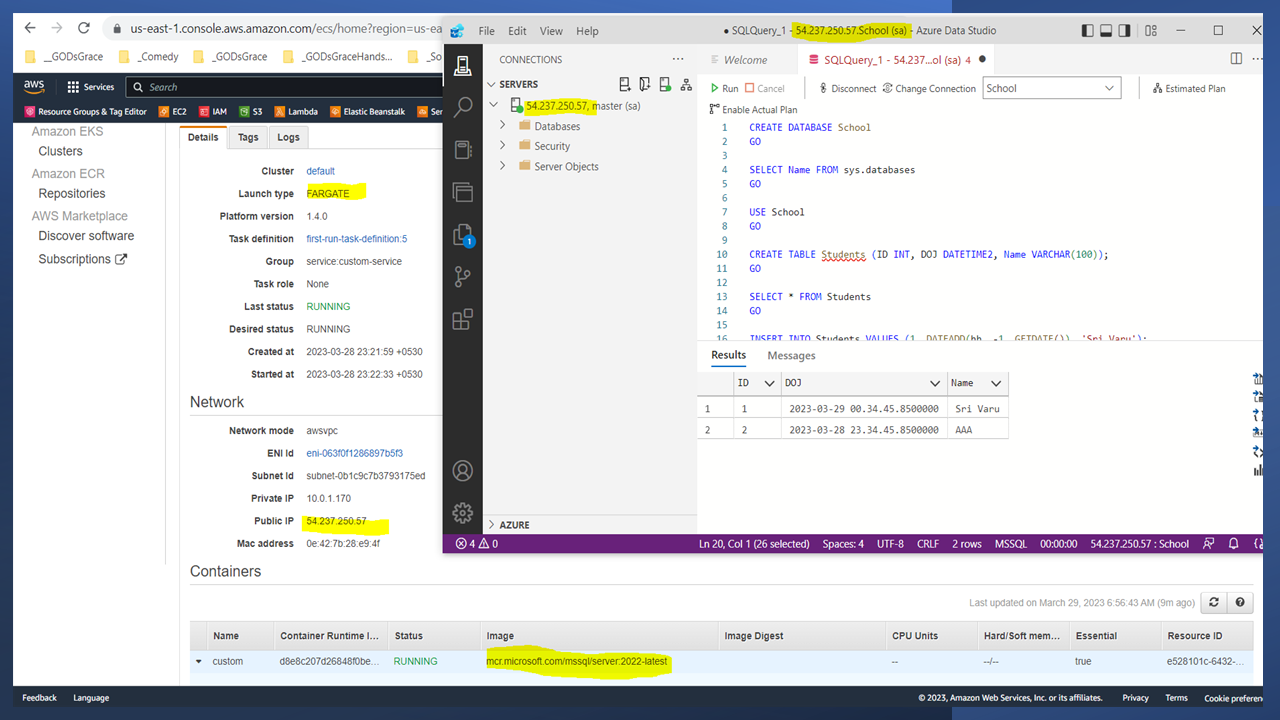 us-east-1.console.aws.amazon.com/ecs/home?region=us-ea
__GODsGrace
_Comedy
_GODsGrace
_GODsGraceHands...
_So
aws
Services
Search
Resource Groups & Tag Editor
EC2
IAM
S3
Lambda
Elastic Beanstalk
Ser
Amazon EKS
Clusters
Amazon ECR
Repositories
AWS Marketplace
Discover software
Subscriptions
Details
Tags
Logs
Cluster default
Launch type FARGATE
Platform version 1.4.0
Task definition first-run-task-definition:5
Group service:custom-service
Task role None
Last status RUNNING
Desired status RUNNING
Created at 2023-03-28 23:21:59 +0530
Started at 2023-03-28 23:22:33 +0530
Network
Network mode awsvpc
ENI Id eni-063f0f1286897b5f3
Subnet Id subnet-0b1c9c7b3793175ed
Private IP 10.0.1.170
Public IP 54.237.250.57
Mac address 0e:42:7b:28:e9:4f
File Edit View Help
● SQLQuery_1 - 54.237.250.57.School (sa) - Azure Data Studio
CONNECTIONS
SERVERS
54.237.250.57, master (sa)
Databases
Security
Server Objects
AZURE
1
Welcome
SQLQuery_1 - 54.237...ol (sa) 4
Run Cancel Disconnect Change Connection School Estimated Plan
Enable Actual Plan
1 CREATE DATABASE School
2 GO
3
4 SELECT Name FROM sys.databases
5 GO
6
7 USE School
8 GO
9
10 CREATE TABLE Students (ID INT, DOJ DATETIME2, Name VARCHAR(100));
11 GO
12
13 SELECT * FROM Students
14 GO
15
16 INSERT INTO Students VALUES (1, DATEADD(hh, -1, GETDATE()), 'Sri Varu');
Results Messages
ID DOJ Name
1 1 2023-03-29 00.34.45.8500000 Sri Varu
2 2 2023-03-28 23.34.45.8500000 AAA
4 0 Ln 20, Col 1 (26 selected) Spaces: 4 UTF-8 CRLF 2 rows MSSQL 00:00:00 54.237.250.57 : School
Containers
Last updated on March 29, 2023 6:56:43 AM (9m ago)
Name Container Runtime I... Status Image Image Digest CPU Units Hard/Soft mem... Essential Resource ID
custom d8e8c207d26848f0be... RUNNING mcr.microsoft.com/mssql/server:2022-latest -- --/-- true e528101c-6432-...
Feedback Language © 2023, Amazon Web Services, Inc. or its affiliates. Privacy Terms Cookie preferen